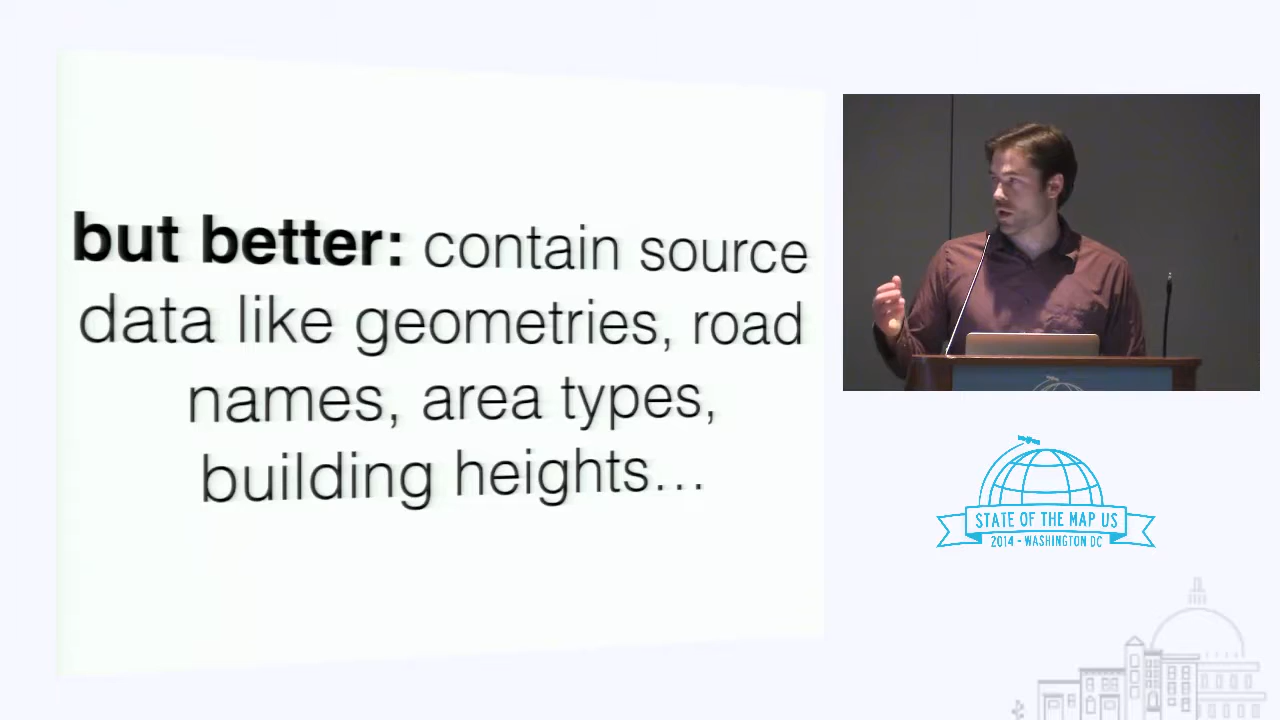 but better: contain source
data like geometries, road
names, area types,
building heights...
STATE OF THE MAP US
2014 - WASHINGTON DC